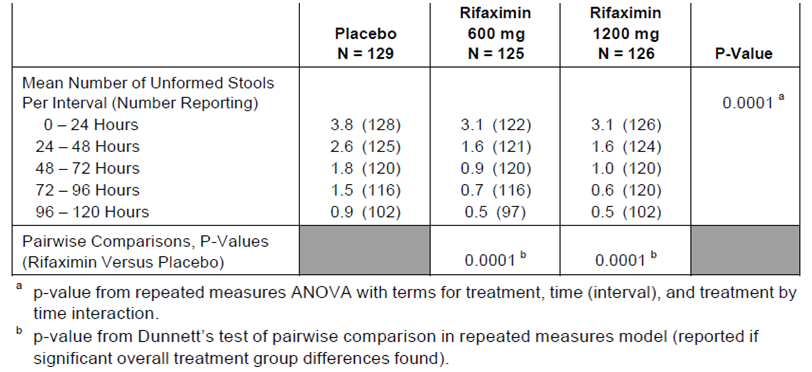 Placebo
N = 129
Rifaximin
600 mg
N = 125
Rifaximin
1200 mg
N = 126
P-Value
Mean Number of Unformed Stools
Per Interval (Number Reporting)
0.0001 a
0 – 24 Hours 3.8 (128) 3.1 (122) 3.1 (126)
24 – 48 Hours 2.6 (125) 1.6 (121) 1.6 (124)
48 – 72 Hours 1.8 (120) 0.9 (120) 1.0 (120)
72 – 96 Hours 1.5 (116) 0.7 (116) 0.6 (120)
96 – 120 Hours 0.9 (102) 0.5 (97) 0.5 (102)
Pairwise Comparisons, P-Values
(Rifaximin Versus Placebo) 0.0001 b 0.0001 b
a p-value from repeated measures ANOVA with terms for treatment, time (interval), and treatment by
time interaction.
b p-value from Dunnett's test of pairwise comparison in repeated measures model (reported if
significant overall treatment group differences found).